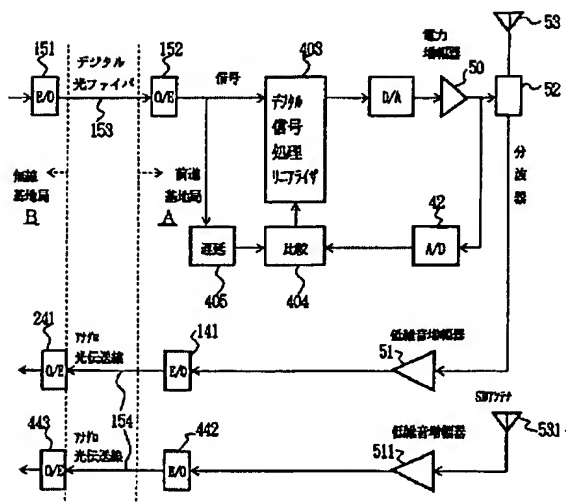 151
E/O
デジタル
光ファイバ
153
152
O/E
信号
403
デジタル
信号
処理
リニアライザ
D/A
電力
増幅器
50
53
52
分
波
器
無線
基地局
B
前進
基地局
A
遅延
405
比較
404
42
A/D
241
O/E
アナログ
光伝送線
141
E/O
低雑音増幅器
51
154
443
O/E
アナログ
光伝送線
442
E/O
低雑音増幅器
511
SDアンテナ
531